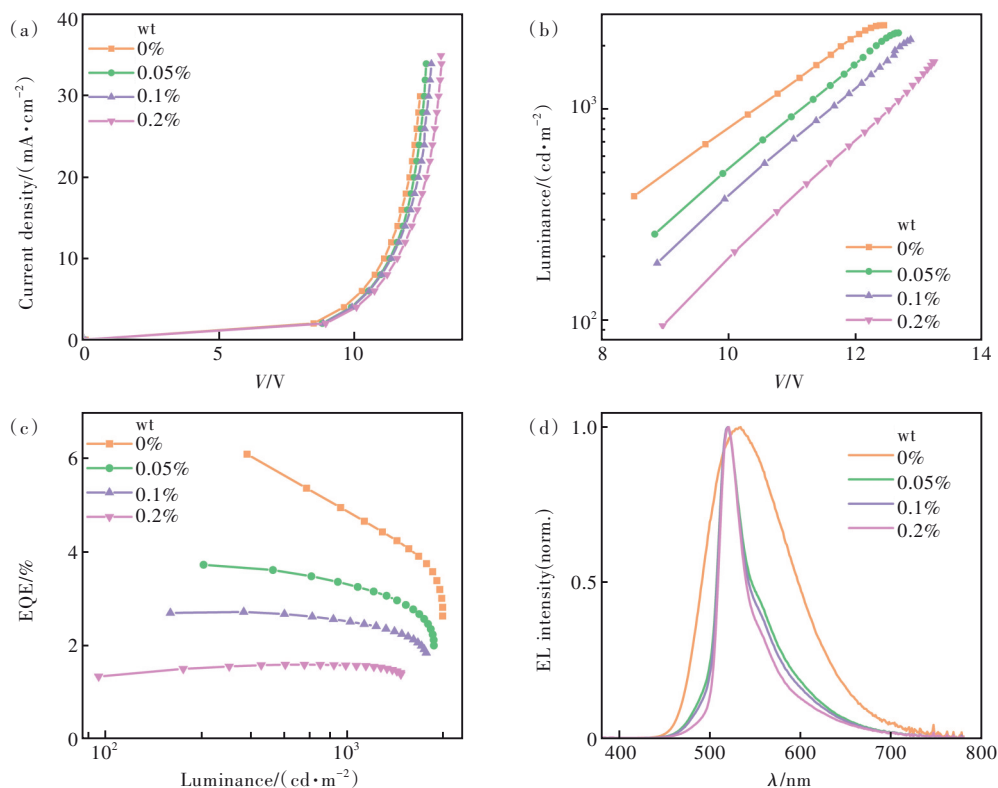 (a)
wt
0%
0.05%
0.1%
0.2%
40
30
20
10
0
Current density/(mA·cm⁻²)
0
5
10
V/V
(b)
10³
10²
Luminance/(cd·m⁻²)
wt
0%
0.05%
0.1%
0.2%
8
10
12
14
V/V
(c)
wt
0%
0.05%
0.1%
0.2%
6
4
2
0
EQE/%
10²
10³
Luminance/(cd·m⁻²)
(d)
wt
0%
0.05%
0.1%
0.2%
1.0
0.5
0
EL intensity(norm.)
400
500
600
700
800
λ/nm